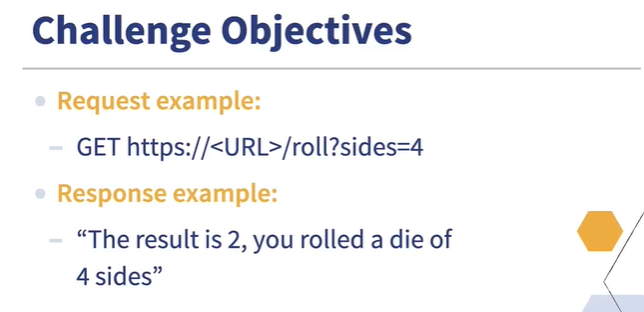 Challenge Objectives
Request example:
GET https://<URL>/roll?sides=4
Response example:
“The result is 2, you rolled a die of
4 sides”